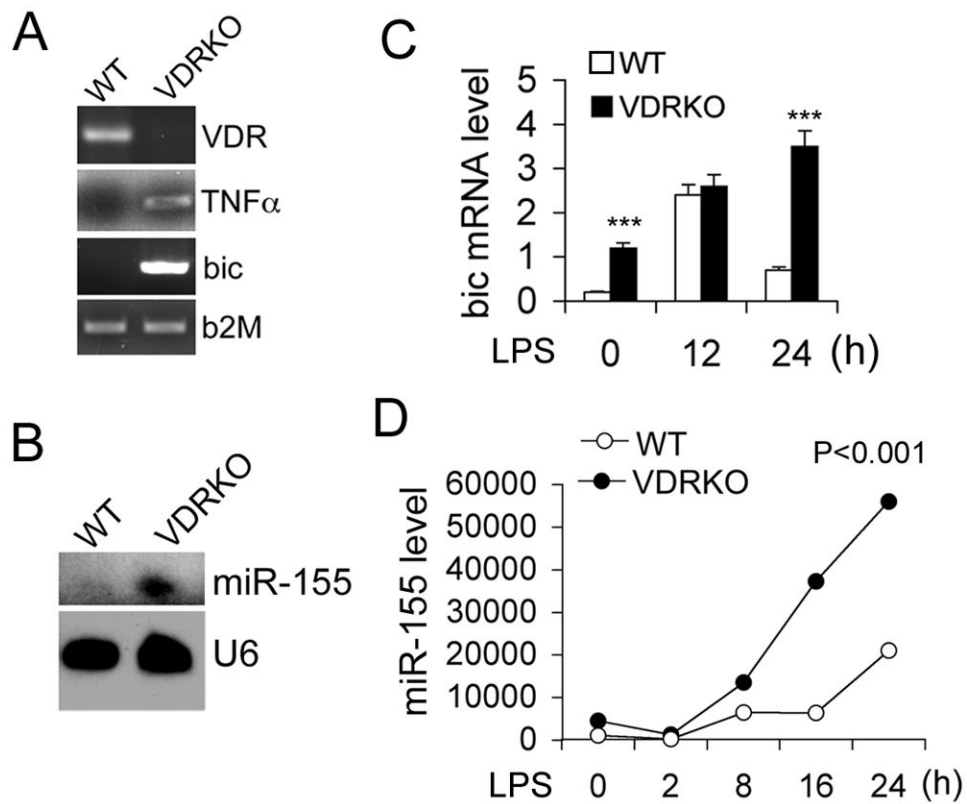 A
WT VDRKO
VDR
TNFα
bic
b2M
B
WT VDRKO
miR-155
U6
C
WT
VDRKO
bic mRNA level
5
4
3
2
1
0
***
***
LPS 0 12 24 (h)
D
WT
VDRKO
P<0.001
miR-155 level
60000
50000
40000
30000
20000
10000
0
LPS 0 2 8 16 24 (h)